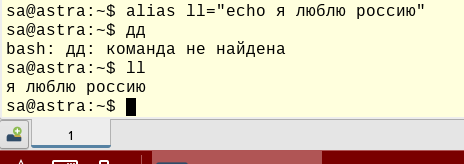 sa@astra:~$ alias ll="echo я люблю россию"
sa@astra:~$ дд
bash: дд: команда не найдена
sa@astra:~$ ll
я люблю россию
sa@astra:~$
1